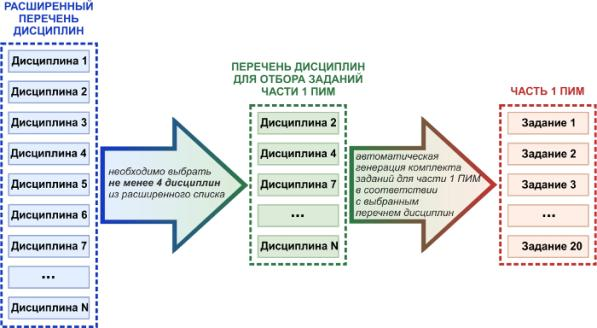 РАСШИРЕННЫЙ
ПЕРЕЧЕНЬ
ДИСЦИПЛИН
Дисциплина 1
Дисциплина 2
Дисциплина 3
Дисциплина 4
Дисциплина 5
Дисциплина 6
Дисциплина 7
...
Дисциплина N
необходимо выбрать
не менее 4 дисциплин
из расширенного списка
ПЕРЕЧЕНЬ ДИСЦИПЛИН
ДЛЯ ОТБОРА ЗАДАНИЙ
ЧАСТИ 1 ПИМ
Дисциплина 2
Дисциплина 4
Дисциплина 7
...
Дисциплина N
автоматическая
генерация комплекта
заданий для части 1 ПИМ
в соответствии
с выбранным
перечнем дисциплин
ЧАСТЬ 1 ПИМ
Задание 1
Задание 2
Задание 3
...
Задание 20